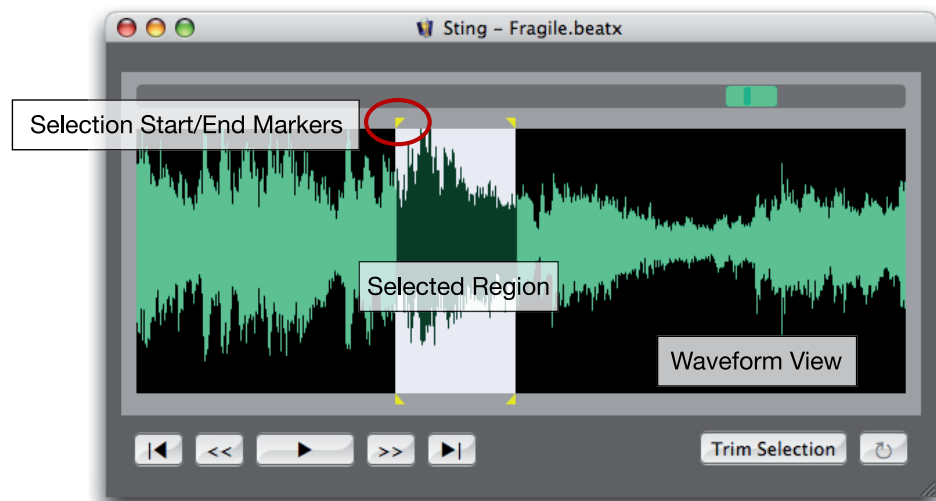 Sting – Fragile.beatx
Selection Start/End Markers
Selected Region
Waveform View
<<
>>
Trim Selection